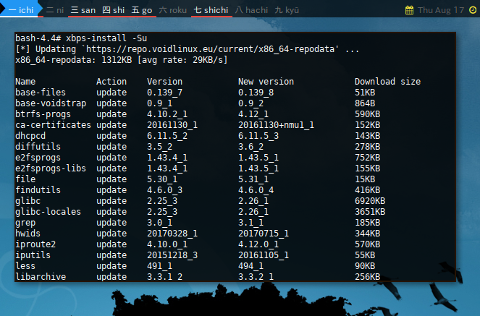 一 ichi 二 ni 三 san 四 shi 五 go 六 roku 七 shichi 八 hachi 九 kyū Thu Aug 17
bash-4.4# xbps-install -Su
[*] Updating `https://repo.voidlinux.eu/current/x86_64-repodata' ...
x86_64-repodata: 1312KB [avg rate: 29KB/s]
Name Action Version New version Download size
base-files update 0.139_7 0.139_8 51KB
base-voidstrap update 0.9_1 0.9_2 864B
btrfs-progs update 4.10.2_1 4.12_1 590KB
ca-certificates update 20161130_1 20161130+nmu1_1 152KB
dhcpcd update 6.11.5_2 6.11.5_3 143KB
diffutils update 3.5_2 3.6_2 278KB
e2fsprogs update 1.43.4_1 1.43.5_1 752KB
e2fsprogs-libs update 1.43.4_1 1.43.5_1 155KB
file update 5.30_1 5.31_1 15KB
findutils update 4.6.0_3 4.6.0_4 416KB
glibc update 2.25_3 2.26_1 6920KB
glibc-locales update 2.25_3 2.26_1 3651KB
grep update 3.0_1 3.1_1 185KB
hwids update 20170328_1 20170715_1 344KB
iproute2 update 4.10.0_1 4.12.0_1 570KB
iputils update 20151218_3 20161105_1 55KB
less update 491_1 494_1 90KB
libarchive update 3.3.1_2 3.3.2_1 256KB